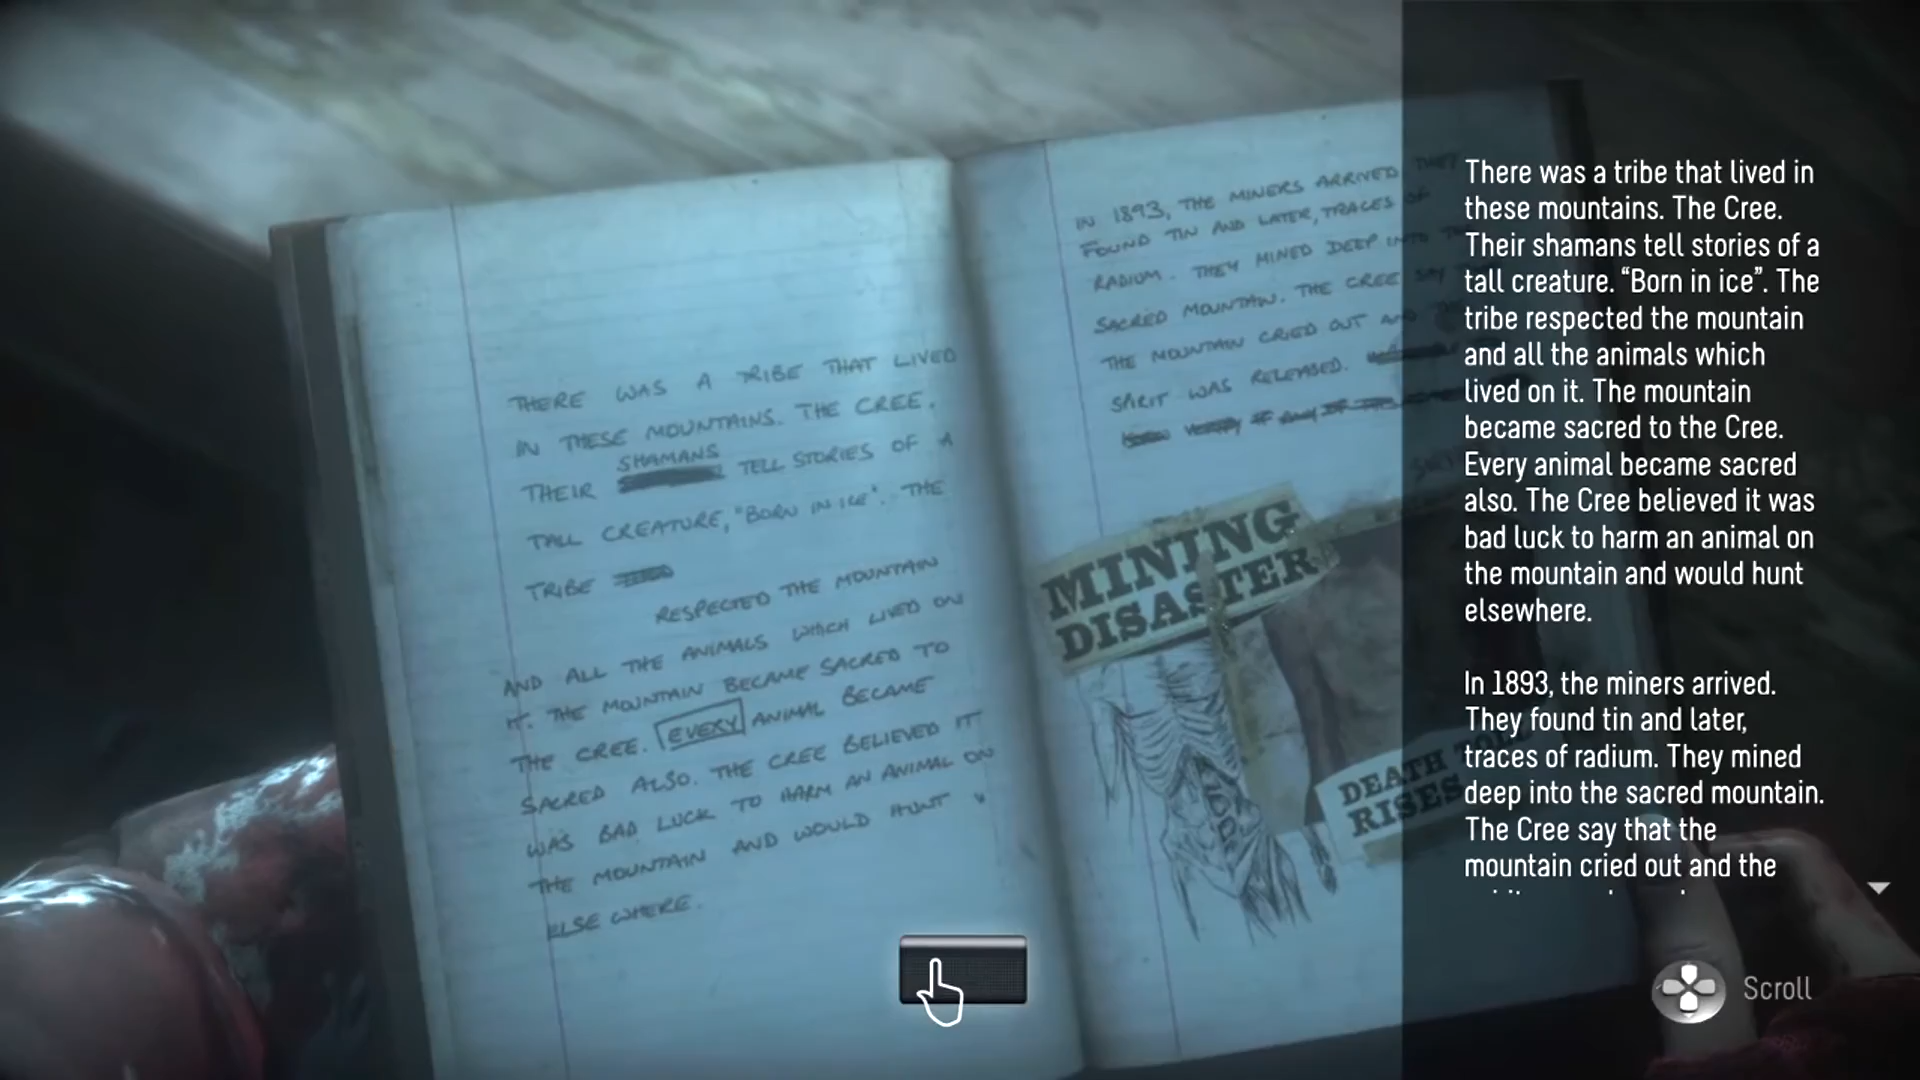 THERE WAS A TRIBE THAT LIVED
IN THESE MOUNTAINS. THE CREE.
SHAMANS
THEIR TELL STORIES OF A
TALL CREATURE, "BORN IN ICE". THE
TRIBE
RESPECTED THE MOUNTAIN
AND ALL THE ANIMALS WHICH LIVED ON
IT. THE MOUNTAIN BECAME SACRED TO
THE CREE. EVERY ANIMAL BECAME
SACRED ALSO. THE CREE BELIEVED IT
WAS BAD LUCK TO HARM AN ANIMAL ON
THE MOUNTAIN AND WOULD HUNT
ELSE WHERE.
IN 1893, THE MINERS ARRIVED THEY
FOUND TIN AND LATER, TRACES OF
RADIUM. THEY MINED DEEP INTO
SACRED MOUNTAIN. THE CREE SAY
THE MOUNTAIN CRIED OUT AND
SPIRIT WAS RELEASED.
MINING
DISASTER
DEATH TOLL
RISES
There was a tribe that lived in
these mountains. The Cree.
Their shamans tell stories of a
tall creature. “Born in ice”. The
tribe respected the mountain
and all the animals which
lived on it. The mountain
became sacred to the Cree.
Every animal became sacred
also. The Cree believed it was
bad luck to harm an animal on
the mountain and would hunt
elsewhere.
In 1893, the miners arrived.
They found tin and later,
traces of radium. They mined
deep into the sacred mountain.
The Cree say that the
mountain cried out and the
Scroll